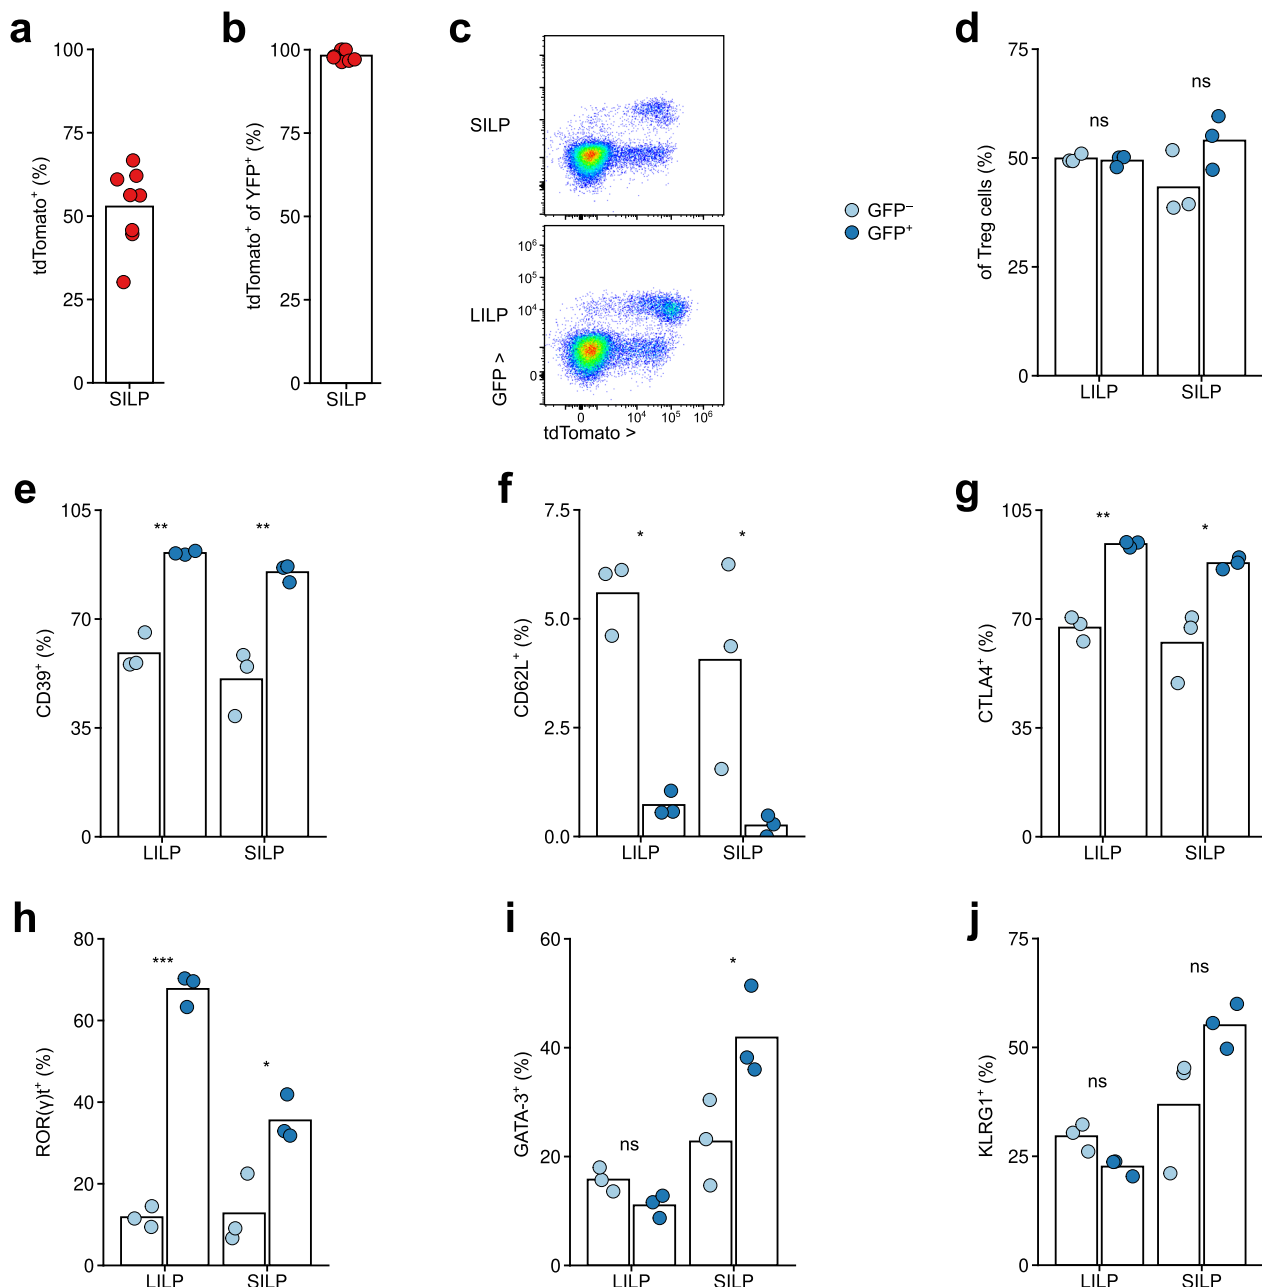 a
100
75
50
25
0
tdTomato⁺ (%)
SILP
b
100
75
50
25
0
tdTomato⁺ of YFP⁺ (%)
SILP
c
SILP
LILP
10⁶
10⁵
10⁴
0
GFP >
0
10⁴
10⁵
10⁶
tdTomato >
GFP⁻
GFP⁺
d
75
50
25
0
of Treg cells (%)
ns
ns
LILP
SILP
e
105
70
35
0
CD39⁺ (%)
**
**
LILP
SILP
f
7.5
5.0
2.5
0.0
CD62L⁺ (%)
*
*
LILP
SILP
g
105
70
35
0
CTLA4⁺ (%)
**
*
LILP
SILP
h
80
60
40
20
0
ROR(γ)t⁺ (%)
***
*
LILP
SILP
i
60
40
20
0
GATA-3⁺ (%)
ns
*
LILP
SILP
j
75
50
25
0
KLRG1⁺ (%)
ns
ns
LILP
SILP